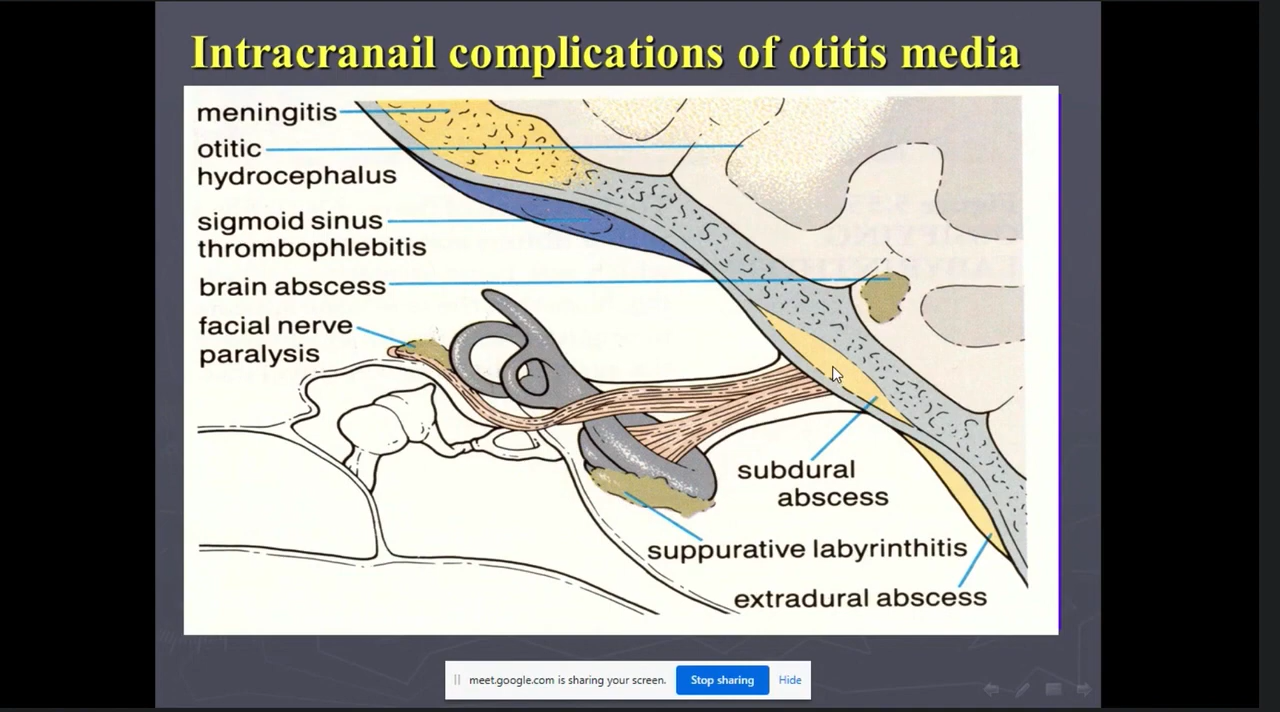 Intracranail complications of otitis media
meningitis
otitic
hydrocephalus
sigmoid sinus
thrombophlebitis
brain abscess
facial nerve
paralysis
subdural
abscess
suppurative labyrinthitis
extradural abscess
meet.google.com is sharing your screen.
Stop sharing
Hide